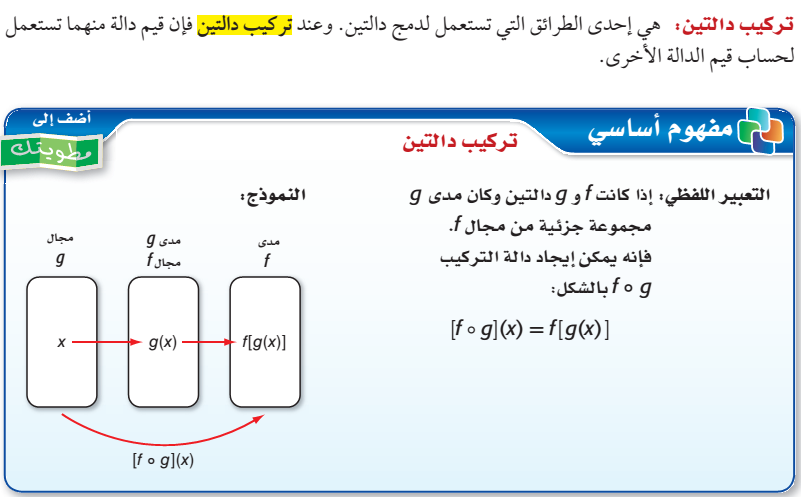 تركيب دالتين: هي إحدى الطرائق التي تستعمل لدمج دالتين. وعند تركيب دالتين فإن قيم دالة منهما تستعمل
لحساب قيم الدالة الأخرى.
مفهوم أساسي
تركيب دالتين
أضف إلى
مطويتك
التعبير اللفظي: إذا كانت f و g دالتين وكان مدى g
مجموعة جزئية من مجال f.
فإنه يمكن إيجاد دالة التركيب
f ∘ g بالشكل:
[f ∘ g](x) = f[g(x)]
النموذج:
مجال
g
مدى g
مجال f
مدى
f
x
g(x)
f[g(x)]
[f ∘ g](x)